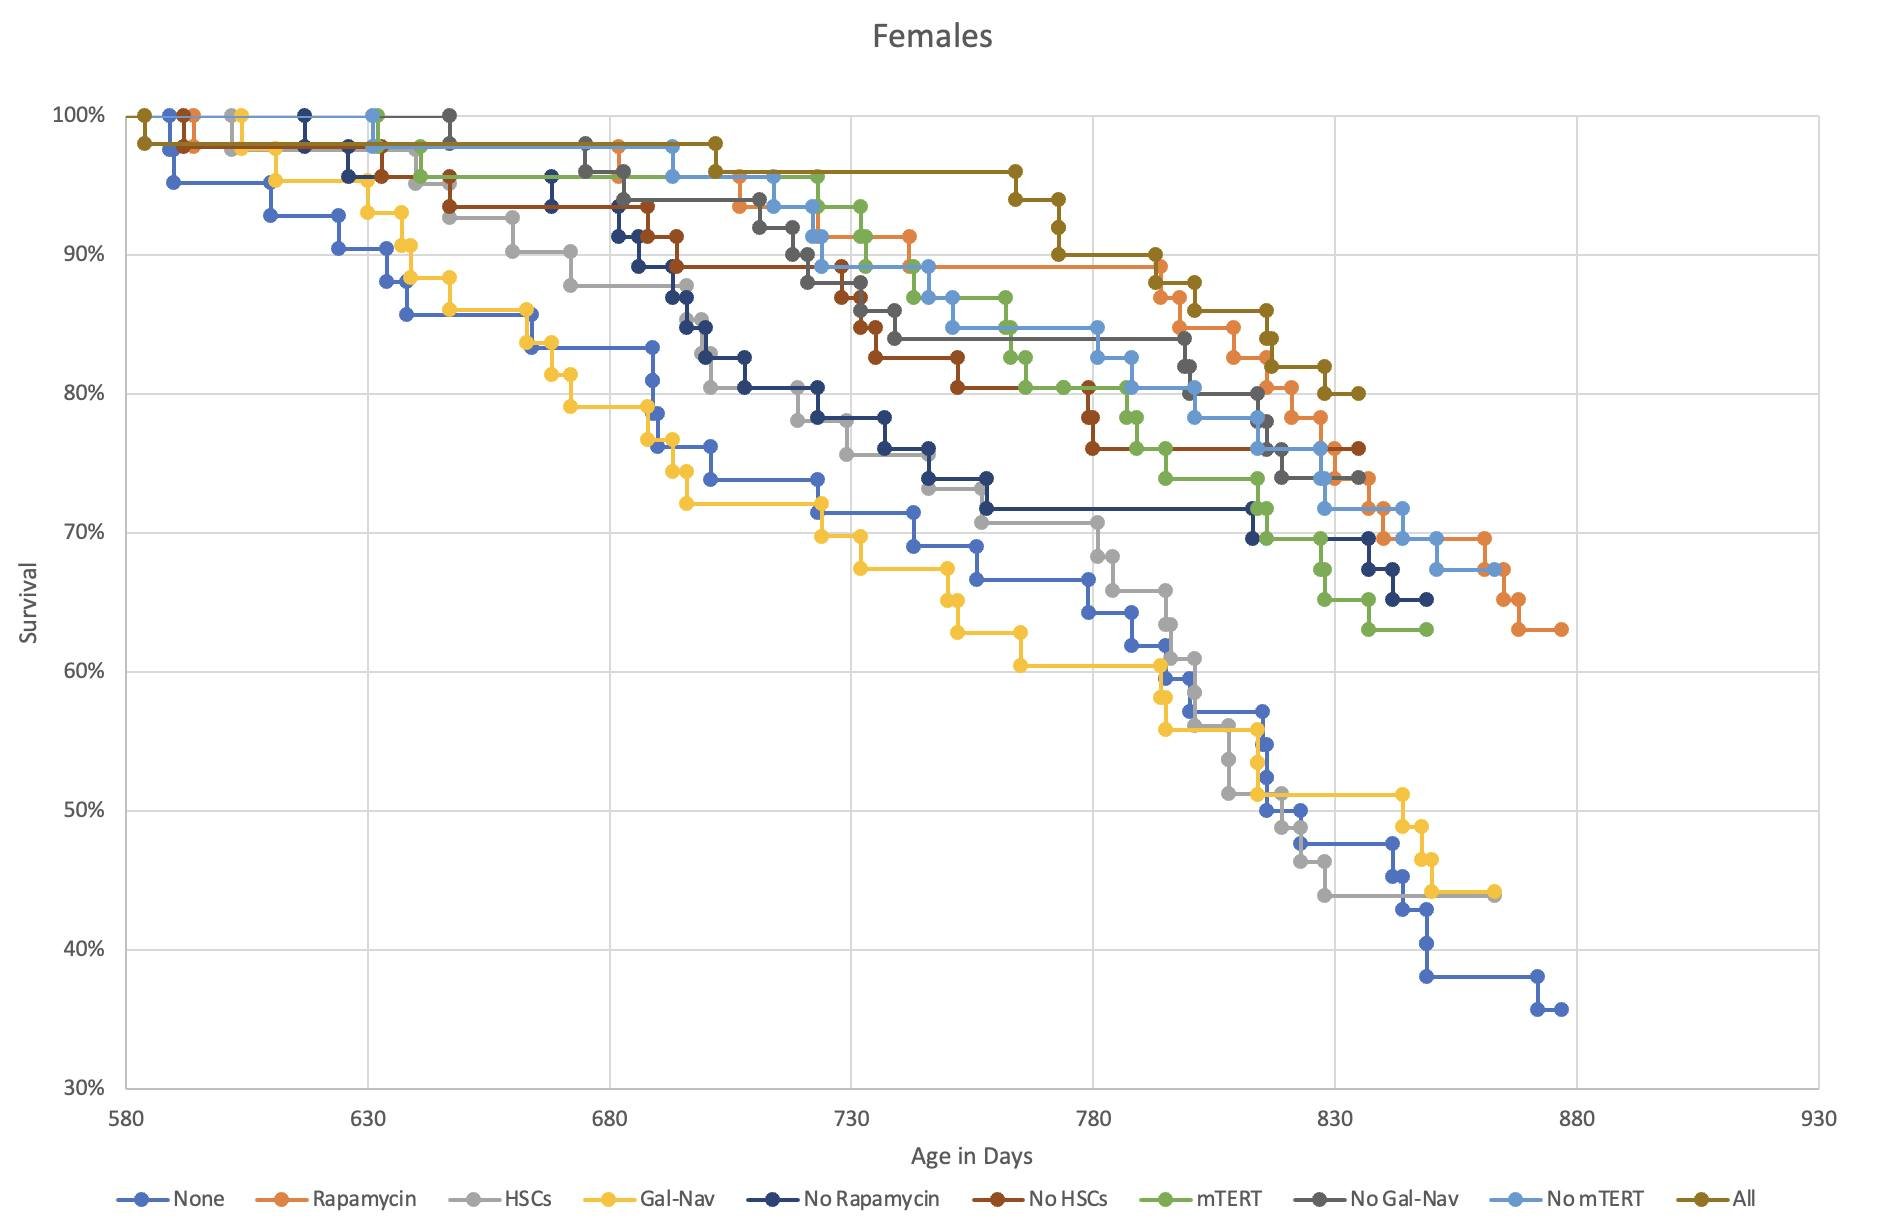 Females
100%
90%
80%
70%
60%
50%
40%
30%
Survival
580 630 680 730 780 830 880 930
Age in Days
None Rapamycin HSCs Gal-Nav No Rapamycin No HSCs mTERT No Gal-Nav No mTERT All